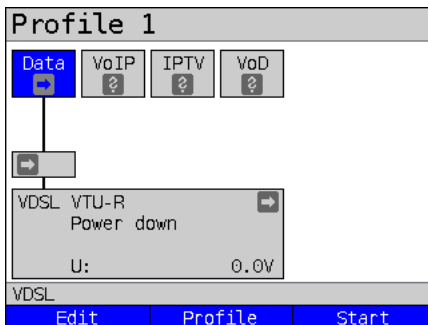 Profile 1
Data VoIP IPTV VoD
? ? ?
VDSL VTU-R
Power down
U: 0.0V
VDSL
Edit Profile Start